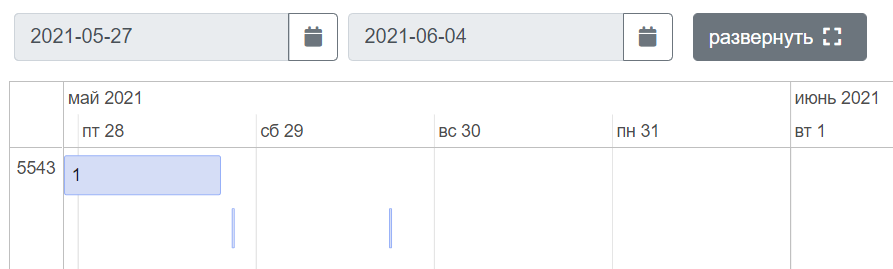 2021-05-27 2021-06-04 развернуть
май 2021 июнь 2021
пт 28 сб 29 вс 30 пн 31 вт 1
5543 1